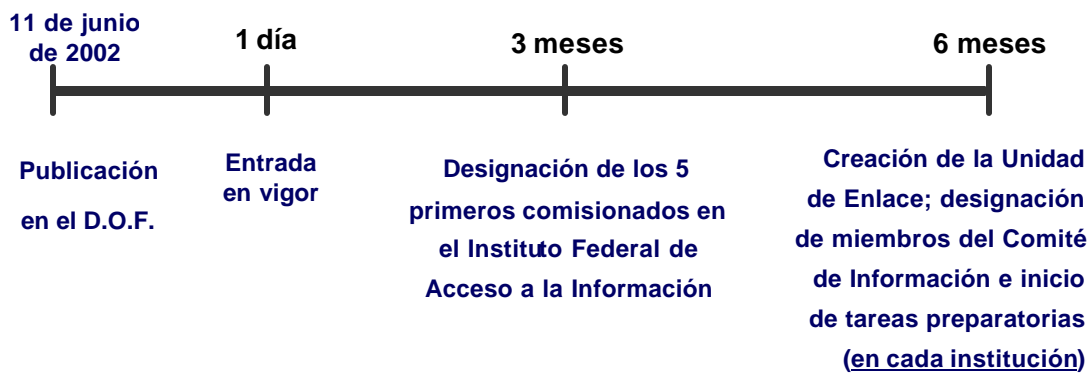 11 de junio
de 2002
1 día
3 meses
6 meses
Publicación
en el D.O.F.
Entrada
en vigor
Designación de los 5
primeros comisionados en
el Instituto Federal de
Acceso a la Información
Creación de la Unidad
de Enlace; designación
de miembros del Comité
de Información e inicio
de tareas preparatorias
(en cada institución)